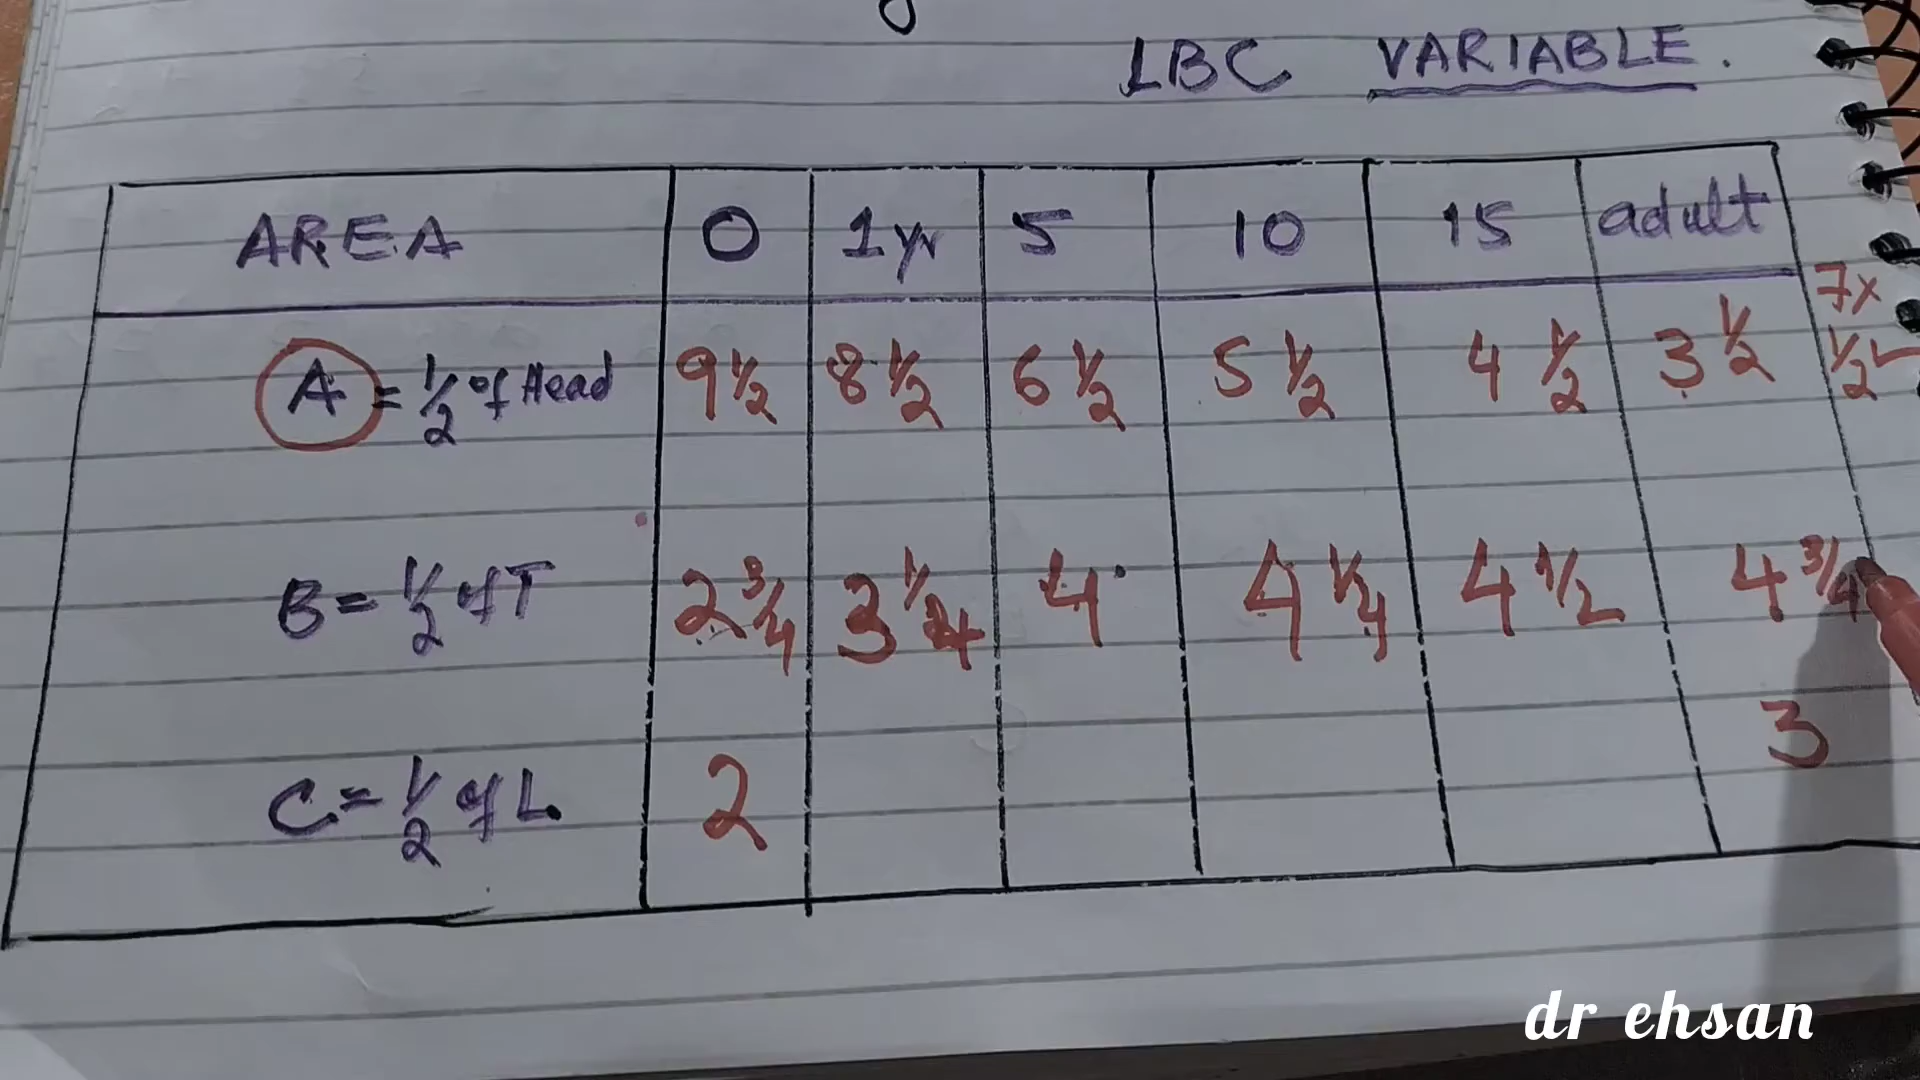 LBC VARIABLE.
AREA 0 1yr 5 10 15 adult
7x 1/2
A = 1/2 of Head 9 1/2 8 1/2 6 1/2 5 1/2 4 1/2 3 1/2
B = 1/2 of T 2 3/4 3 1/4 4 4 1/4 4 1/2 4 3/4
C = 1/2 of L. 2 3
dr ehsan